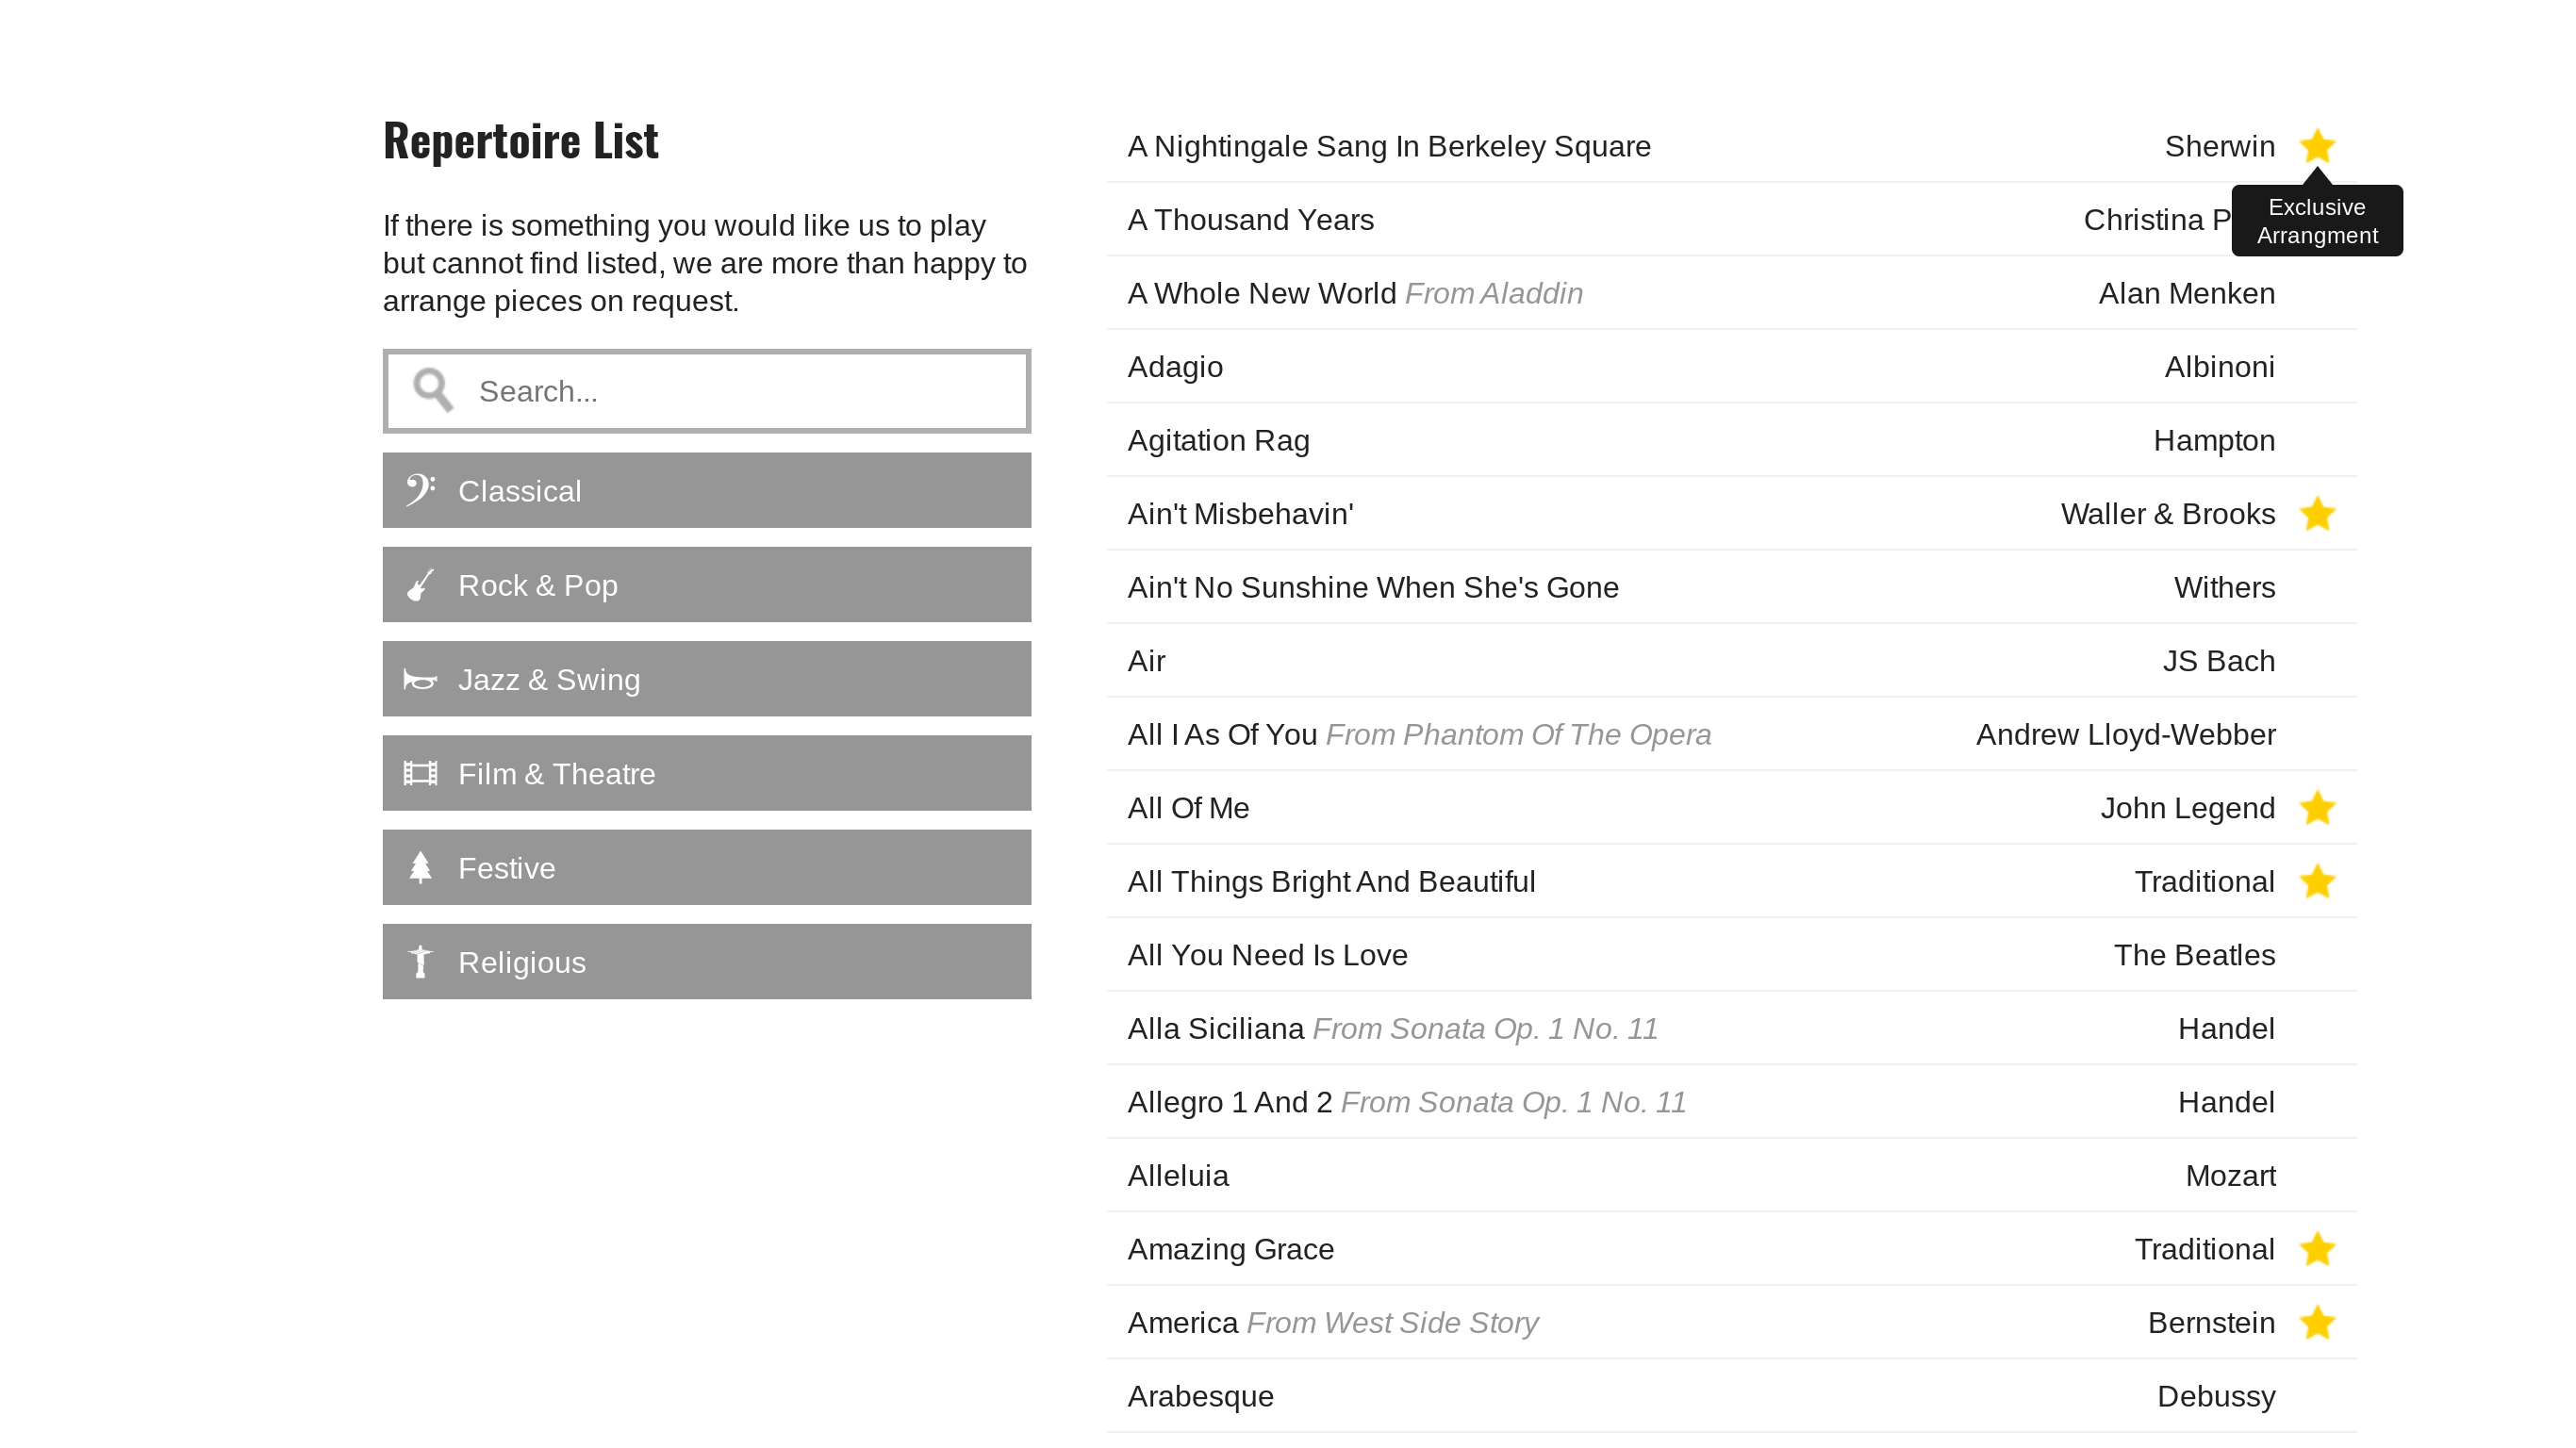 Repertoire List
If there is something you would like us to play
but cannot find listed, we are more than happy to
arrange pieces on request.
Search...
Classical
Rock & Pop
Jazz & Swing
Film & Theatre
Festive
Religious
A Nightingale Sang In Berkeley Square Sherwin
Exclusive
Arrangment
A Thousand Years Christina
A Whole New World From Aladdin Alan Menken
Adagio Albinoni
Agitation Rag Hampton
Ain't Misbehavin' Waller & Brooks
Ain't No Sunshine When She's Gone Withers
Air JS Bach
All I As Of You From Phantom Of The Opera Andrew Lloyd-Webber
All Of Me John Legend
All Things Bright And Beautiful Traditional
All You Need Is Love The Beatles
Alla Siciliana From Sonata Op. 1 No. 11 Handel
Allegro 1 And 2 From Sonata Op. 1 No. 11 Handel
Alleluia Mozart
Amazing Grace Traditional
America From West Side Story Bernstein
Arabesque Debussy